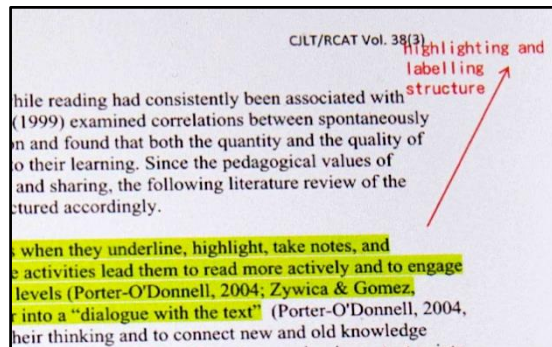 CJLT/RCAT Vol. 38(3)
highlighting and
labelling
structure
hile reading had consistently been associated with
(1999) examined correlations between spontaneously
n and found that both the quantity and the quality of
o their learning. Since the pedagogical values of
and sharing, the following literature review of the
ctured accordingly.
s when they underline, highlight, take notes, and
e activities lead them to read more actively and to engage
levels (Porter-O'Donnell, 2004; Zywica & Gomez,
r into a “dialogue with the text” (Porter-O'Donnell, 2004,
heir thinking and to connect new and old knowledge